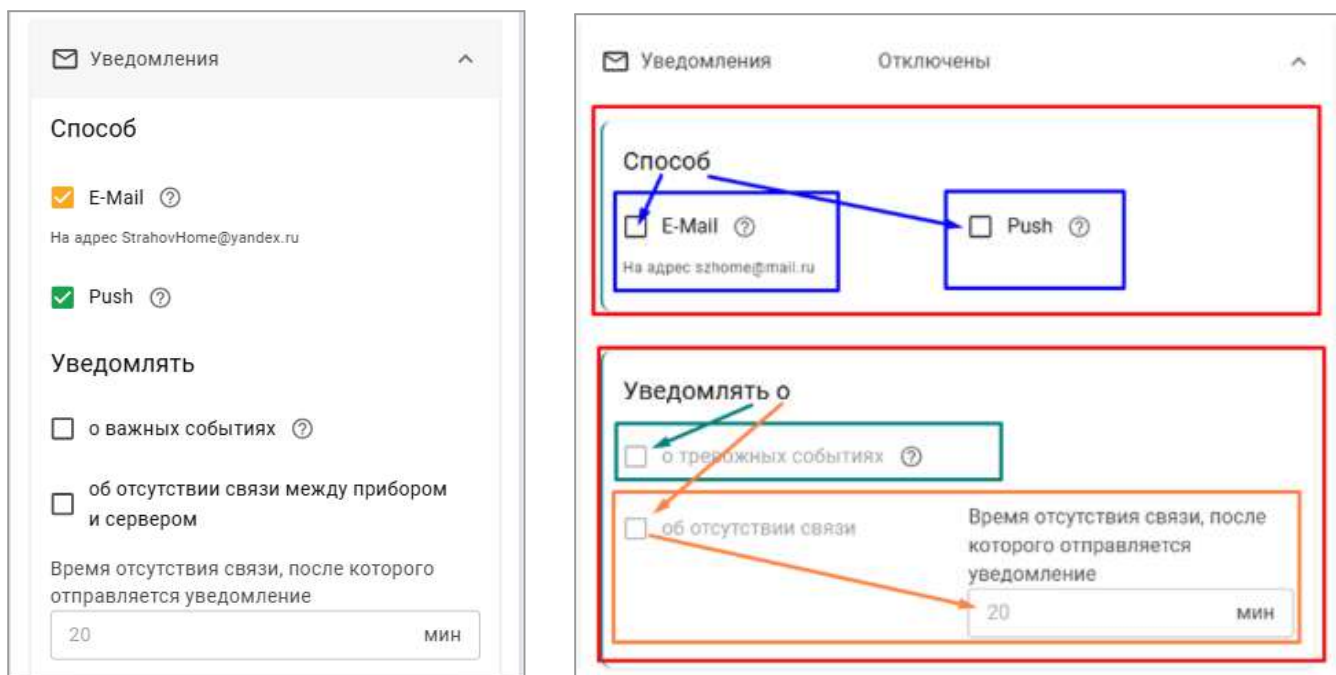 Уведомления
Способ
E-Mail
На адрес StrahovHome@yandex.ru
Push
Уведомлять
о важных событиях
об отсутствии связи между прибором
и сервером
Время отсутствия связи, после которого
отправляется уведомление
20 мин
Уведомления Отключены
Способ
E-Mail Push
На адрес szhome@mail.ru
Уведомлять о
о тревожных событиях
об отсутствии связи
Время отсутствия связи, после
которого отправляется
уведомление
20 мин